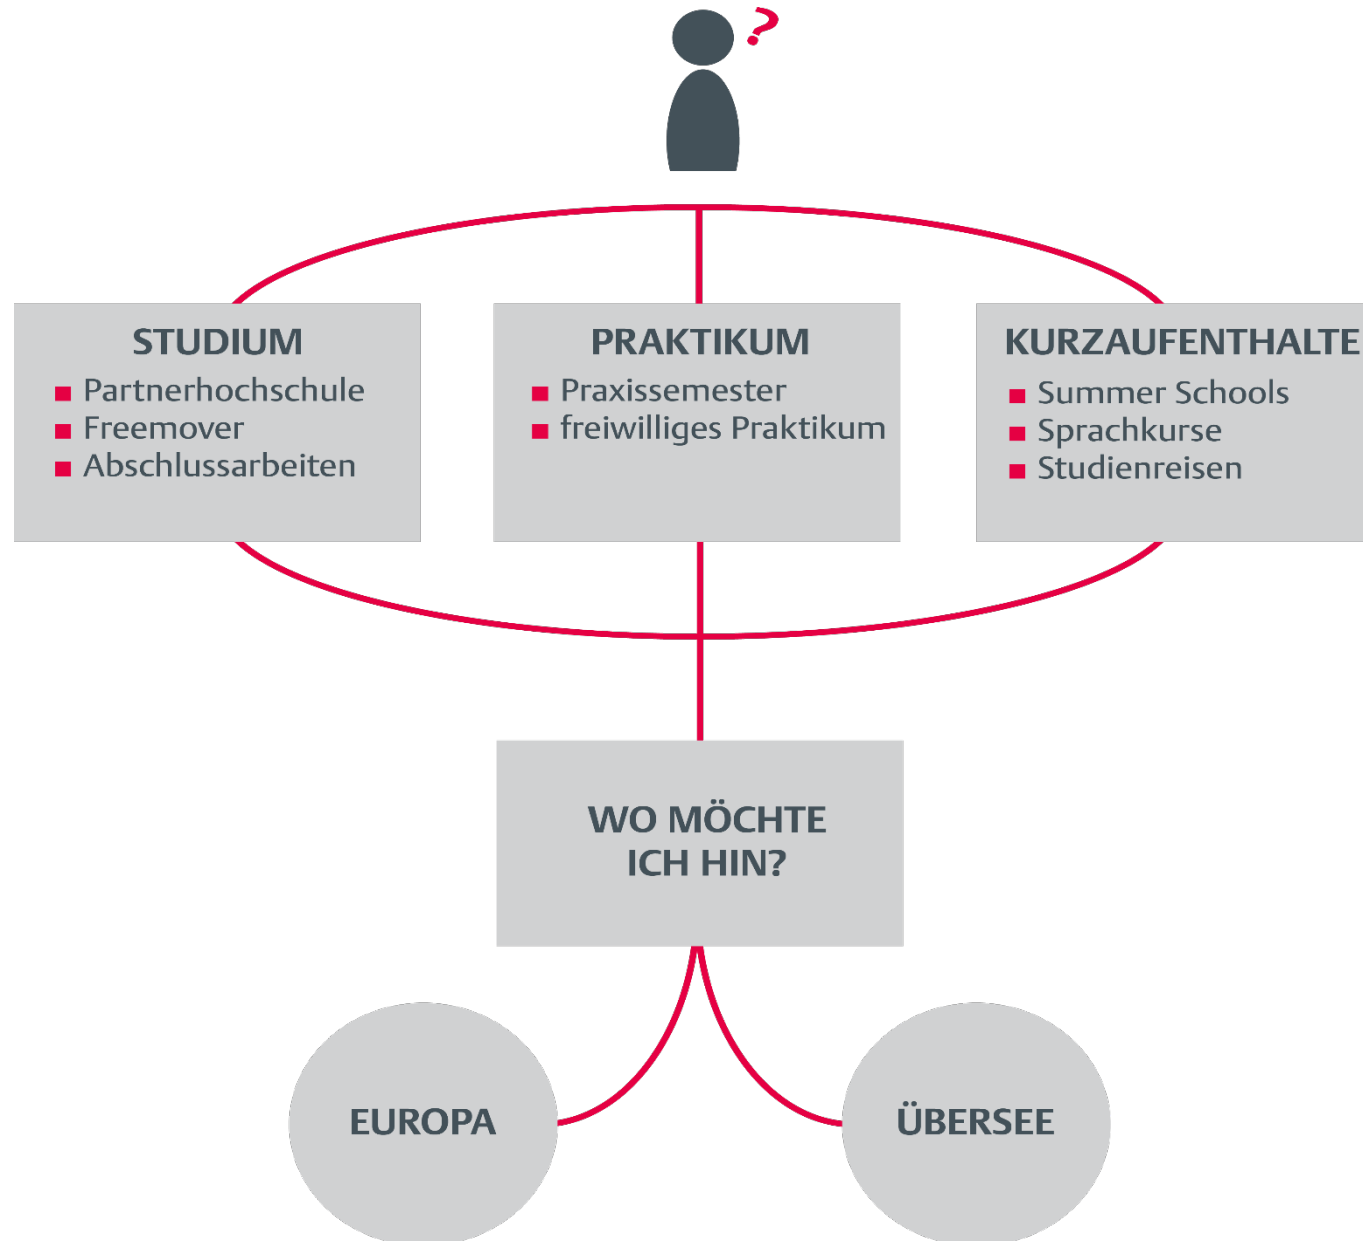 ?
STUDIUM
Partnerhochschule
Freemover
Abschlussarbeiten
PRAKTIKUM
Praxissemester
freiwilliges Praktikum
KURZAUFENTHALTE
Summer Schools
Sprachkurse
Studienreisen
WO MÖCHTE
ICH HIN?
EUROPA
ÜBERSEE